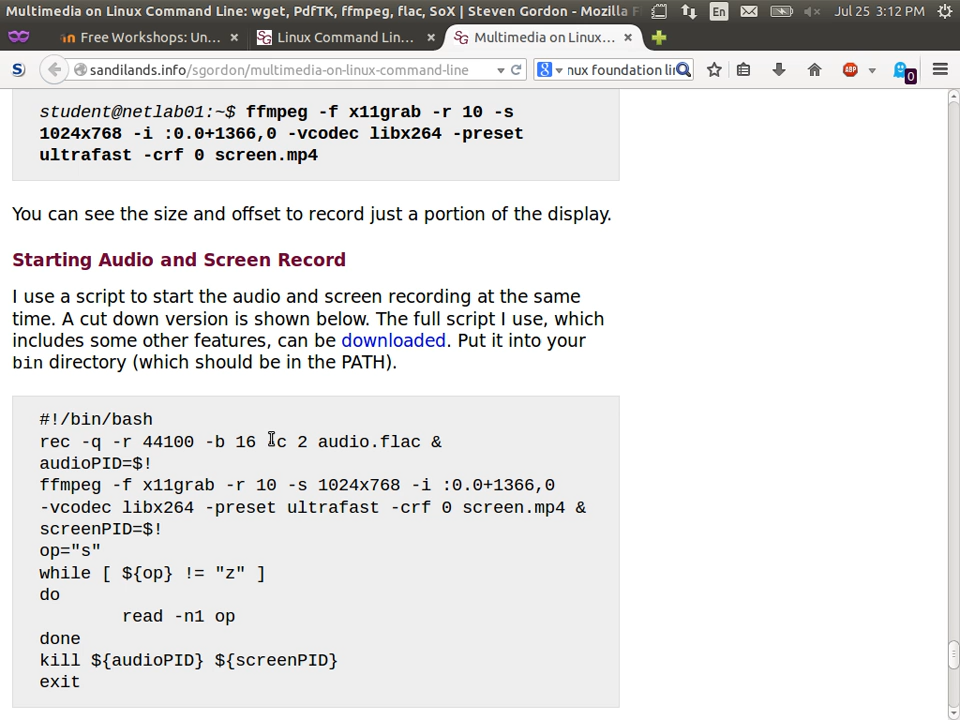 Multimedia on Linux Command Line: wget, PdfTK, ffmpeg, flac, SoX | Steven Gordon - Mozilla F
En
Jul 25 3:12 PM
Free Workshops: Un... ×
SG Linux Command Lin... ×
SG Multimedia on Linux... ×
S sandilands.info/sgordon/multimedia-on-linux-command-line
8 nux foundation li
ABP
0
student@netlab01:~$ ffmpeg -f x11grab -r 10 -s
1024x768 -i :0.0+1366,0 -vcodec libx264 -preset
ultrafast -crf 0 screen.mp4
You can see the size and offset to record just a portion of the display.
Starting Audio and Screen Record
I use a script to start the audio and screen recording at the same
time. A cut down version is shown below. The full script I use, which
includes some other features, can be downloaded. Put it into your
bin directory (which should be in the PATH).
#!/bin/bash
rec -q -r 44100 -b 16 -c 2 audio.flac &
audioPID=$!
ffmpeg -f x11grab -r 10 -s 1024x768 -i :0.0+1366,0
-vcodec libx264 -preset ultrafast -crf 0 screen.mp4 &
screenPID=$!
op="s"
while [ ${op} != "z" ]
do
read -n1 op
done
kill ${audioPID} ${screenPID}
exit